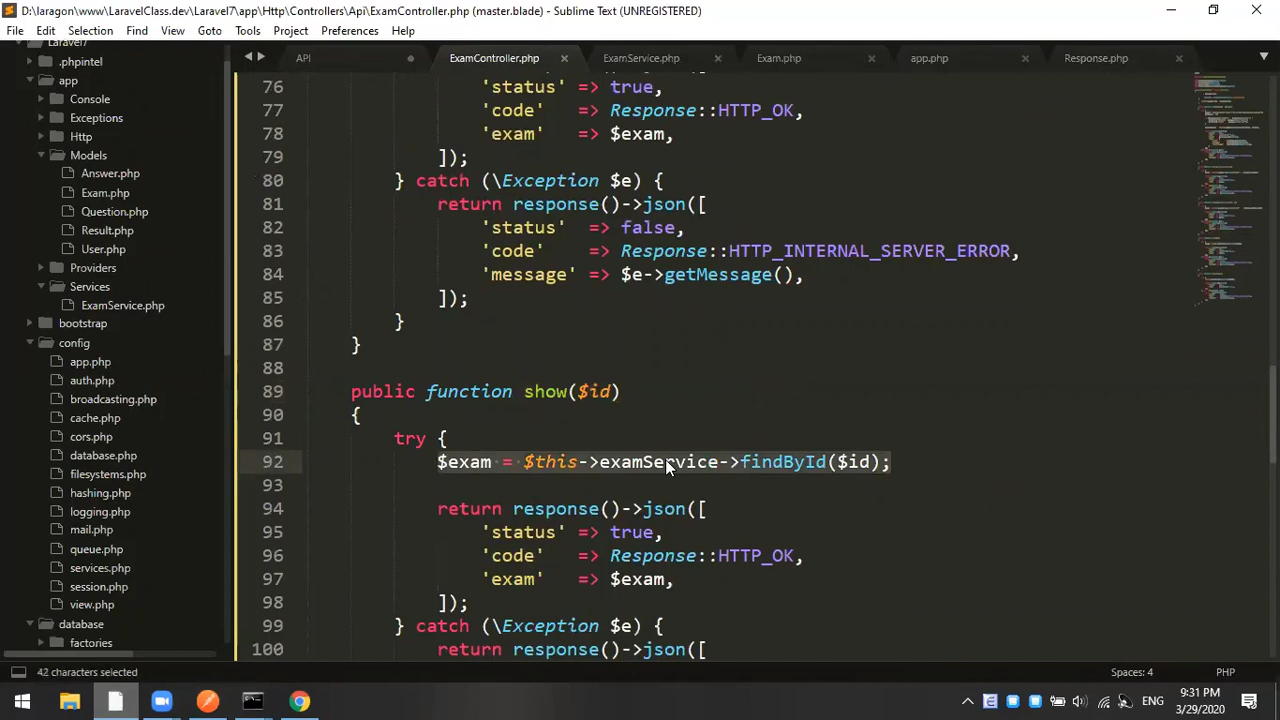 D:\laragon\www\LaravelClass.dev\Laravel7\app\Http\Controllers\Api\ExamController.php (master.blade) - Sublime Text (UNREGISTERED)
File Edit Selection Find View Goto Tools Project Preferences Help
Laravel7
.phpintel
app
Console
Exceptions
Http
Models
Answer.php
Exam.php
Question.php
Result.php
User.php
Providers
Services
ExamService.php
bootstrap
config
app.php
auth.php
broadcasting.php
cache.php
cors.php
database.php
filesystems.php
hashing.php
logging.php
mail.php
queue.php
services.php
session.php
view.php
database
factories
API ExamController.php ExamService.php Exam.php app.php Response.php
76 'status' => true,
77 'code' => Response::HTTP_OK,
78 'exam' => $exam,
79 ]);
80 } catch (\Exception $e) {
81 return response()->json([
82 'status' => false,
83 'code' => Response::HTTP_INTERNAL_SERVER_ERROR,
84 'message' => $e->getMessage(),
85 ]);
86 }
87 }
88
89 public function show($id)
90 {
91 try {
92 $exam = $this->examService->findById($id);
93
94 return response()->json([
95 'status' => true,
96 'code' => Response::HTTP_OK,
97 'exam' => $exam,
98 ]);
99 } catch (\Exception $e) {
100 return response()->json([
42 characters selected Spaces: 4 PHP
ENG 9:31 PM
3/29/2020